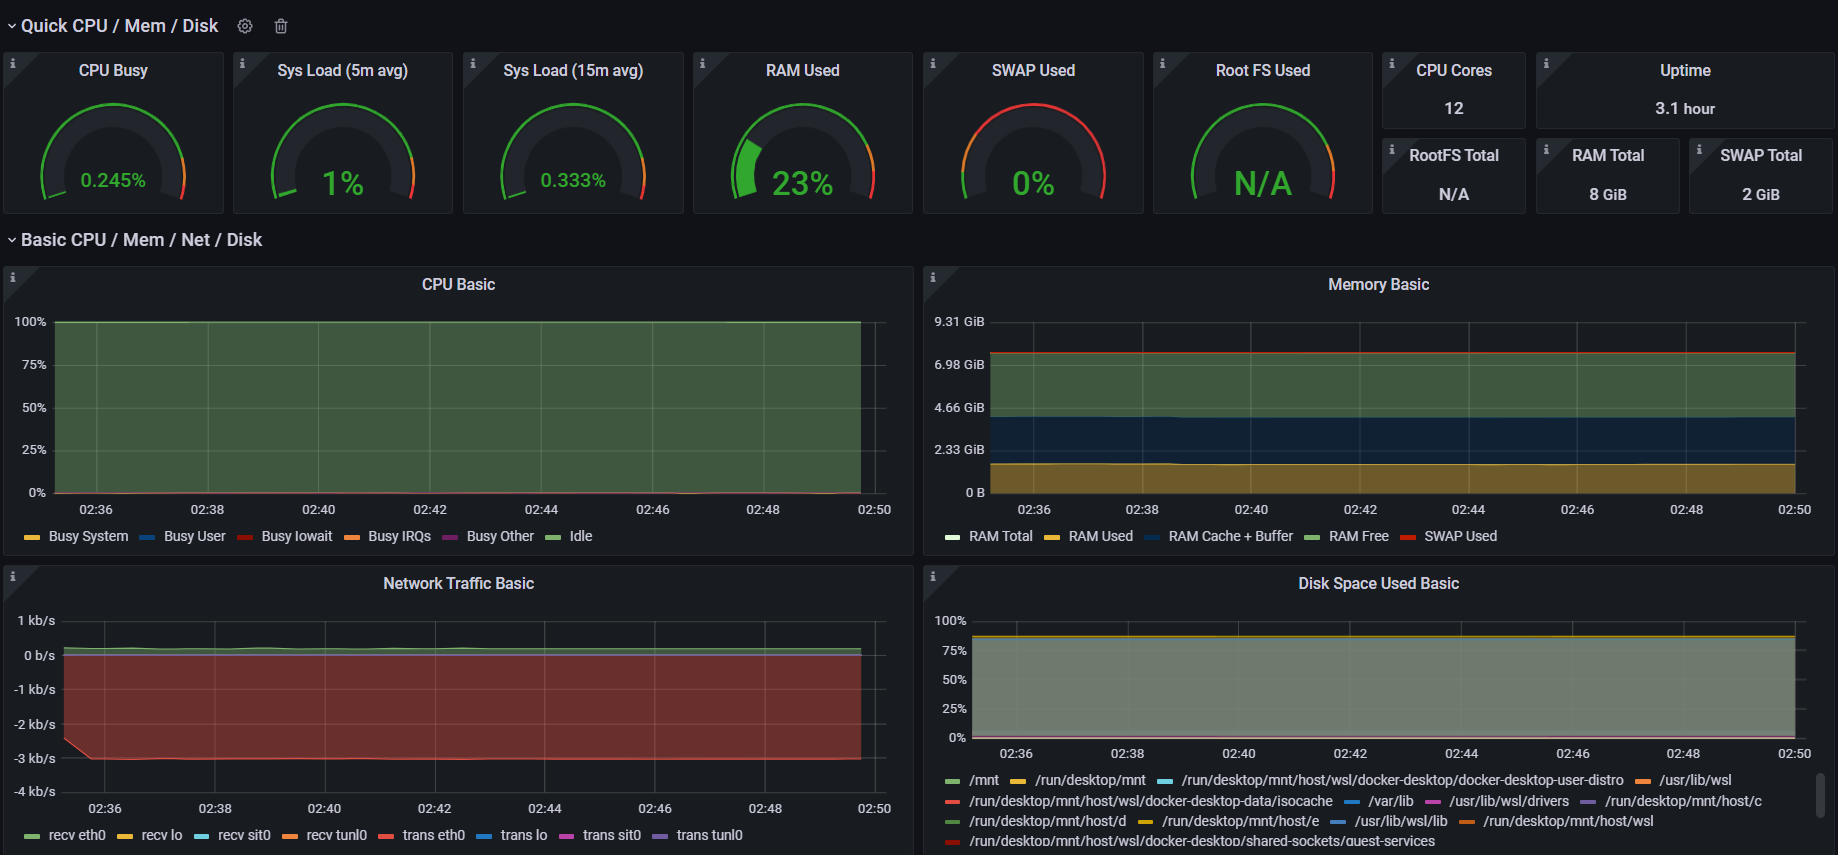 Quick CPU / Mem / Disk
CPU Busy
0.245%
Sys Load (5m avg)
1%
Sys Load (15m avg)
0.333%
RAM Used
23%
SWAP Used
0%
Root FS Used
N/A
CPU Cores
12
Uptime
3.1 hour
RootFS Total
N/A
RAM Total
8 GiB
SWAP Total
2 GiB
Basic CPU / Mem / Net / Disk
CPU Basic
100%
75%
50%
25%
0%
02:36 02:38 02:40 02:42 02:44 02:46 02:48 02:50
Busy System Busy User Busy Iowait Busy IRQs Busy Other Idle
Memory Basic
9.31 GiB
6.98 GiB
4.66 GiB
2.33 GiB
0 B
02:36 02:38 02:40 02:42 02:44 02:46 02:48 02:50
RAM Total RAM Used RAM Cache + Buffer RAM Free SWAP Used
Network Traffic Basic
1 kb/s
0 b/s
-1 kb/s
-2 kb/s
-3 kb/s
-4 kb/s
02:36 02:38 02:40 02:42 02:44 02:46 02:48 02:50
recv eth0 recv lo recv sit0 recv tunl0 trans eth0 trans lo trans sit0 trans tunl0
Disk Space Used Basic
100%
75%
50%
25%
0%
02:36 02:38 02:40 02:42 02:44 02:46 02:48 02:50
/mnt /run/desktop/mnt /run/desktop/mnt/host/wsl/docker-desktop/docker-desktop-user-distro /usr/lib/wsl
/run/desktop/mnt/host/wsl/docker-desktop-data/isocache /var/lib /usr/lib/wsl/drivers /run/desktop/mnt/host/c
/run/desktop/mnt/host/d /run/desktop/mnt/host/e /usr/lib/wsl/lib /run/desktop/mnt/host/wsl
/run/desktop/mnt/host/wsl/docker-desktop/shared-sockets/guest-services